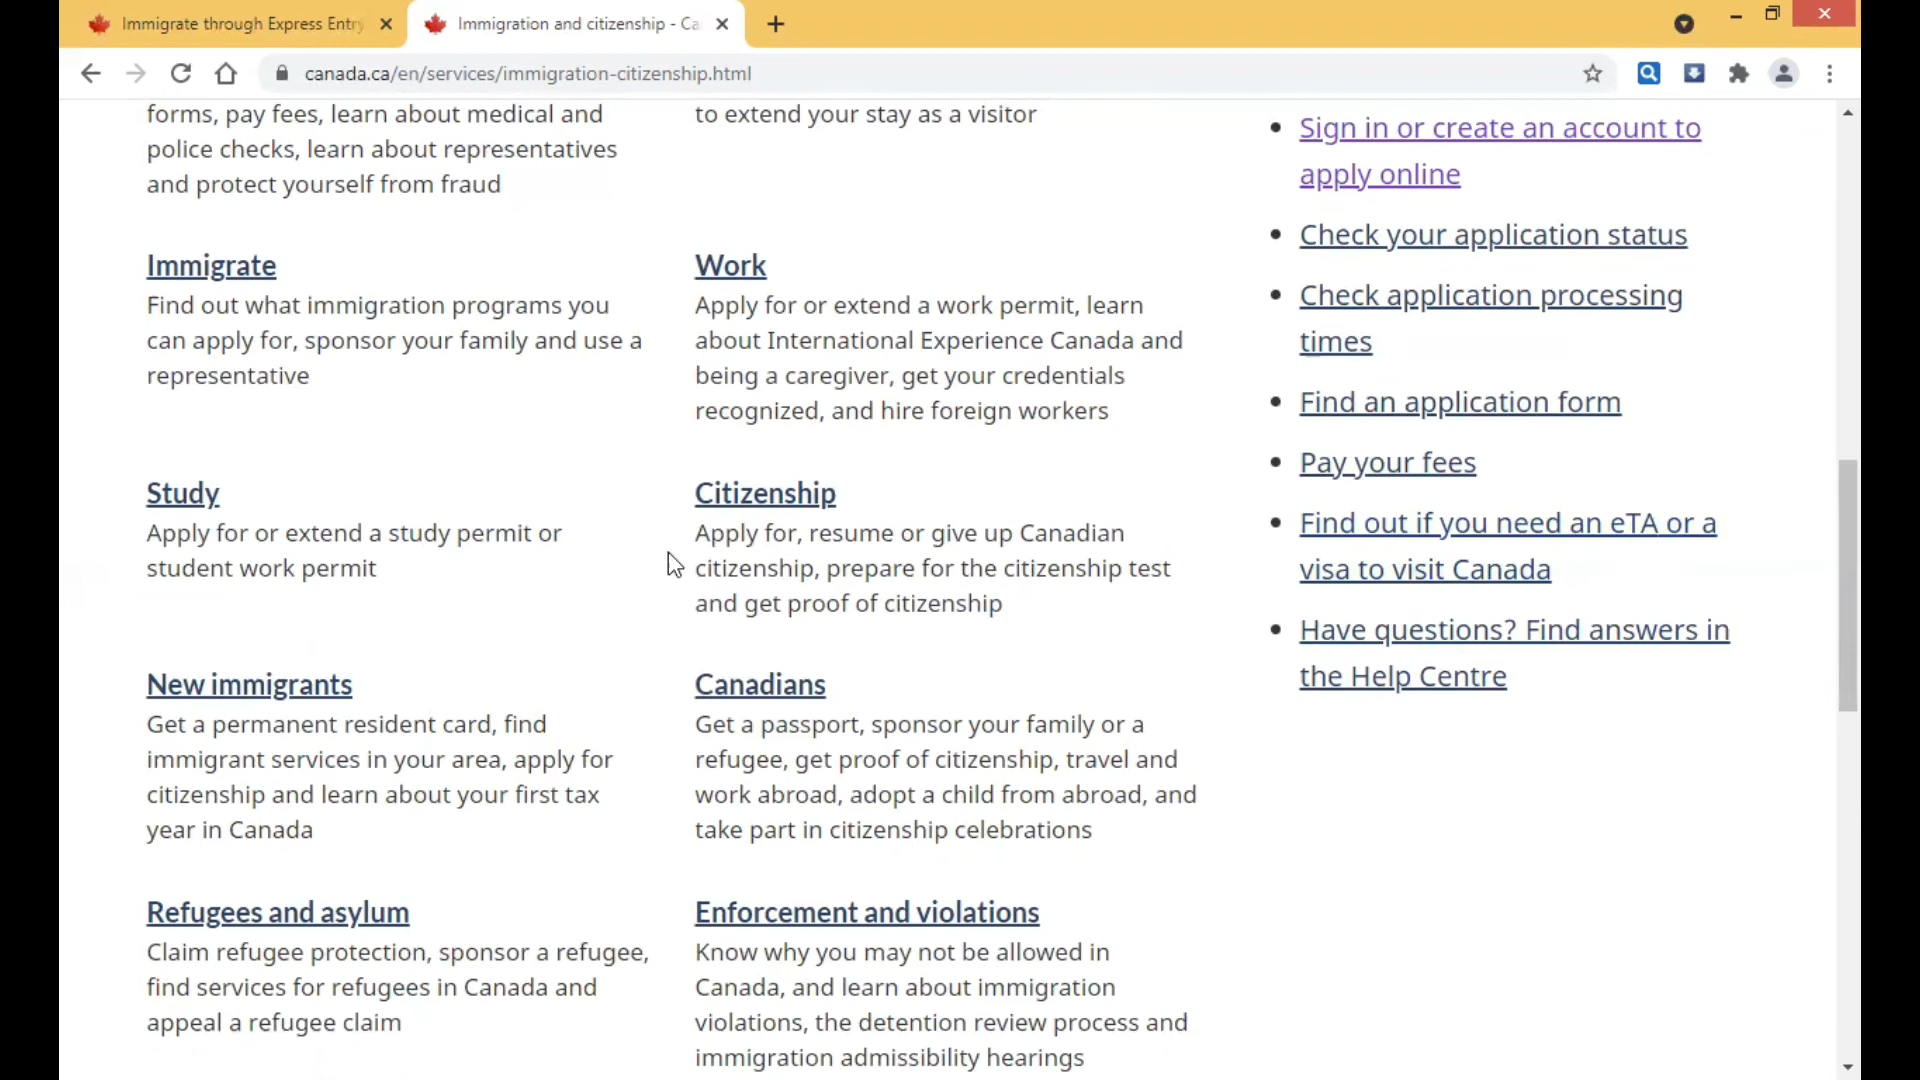 Immigrate through Express Entry
Immigration and citizenship - Ca
canada.ca/en/services/immigration-citizenship.html
forms, pay fees, learn about medical and
police checks, learn about representatives
and protect yourself from fraud
to extend your stay as a visitor
Immigrate
Find out what immigration programs you
can apply for, sponsor your family and use a
representative
Work
Apply for or extend a work permit, learn
about International Experience Canada and
being a caregiver, get your credentials
recognized, and hire foreign workers
Study
Apply for or extend a study permit or
student work permit
Citizenship
Apply for, resume or give up Canadian
citizenship, prepare for the citizenship test
and get proof of citizenship
New immigrants
Get a permanent resident card, find
immigrant services in your area, apply for
citizenship and learn about your first tax
year in Canada
Canadians
Get a passport, sponsor your family or a
refugee, get proof of citizenship, travel and
work abroad, adopt a child from abroad, and
take part in citizenship celebrations
Refugees and asylum
Claim refugee protection, sponsor a refugee,
find services for refugees in Canada and
appeal a refugee claim
Enforcement and violations
Know why you may not be allowed in
Canada, and learn about immigration
violations, the detention review process and
immigration admissibility hearings
Sign in or create an account to
apply online
Check your application status
Check application processing
times
Find an application form
Pay your fees
Find out if you need an eTA or a
visa to visit Canada
Have questions? Find answers in
the Help Centre